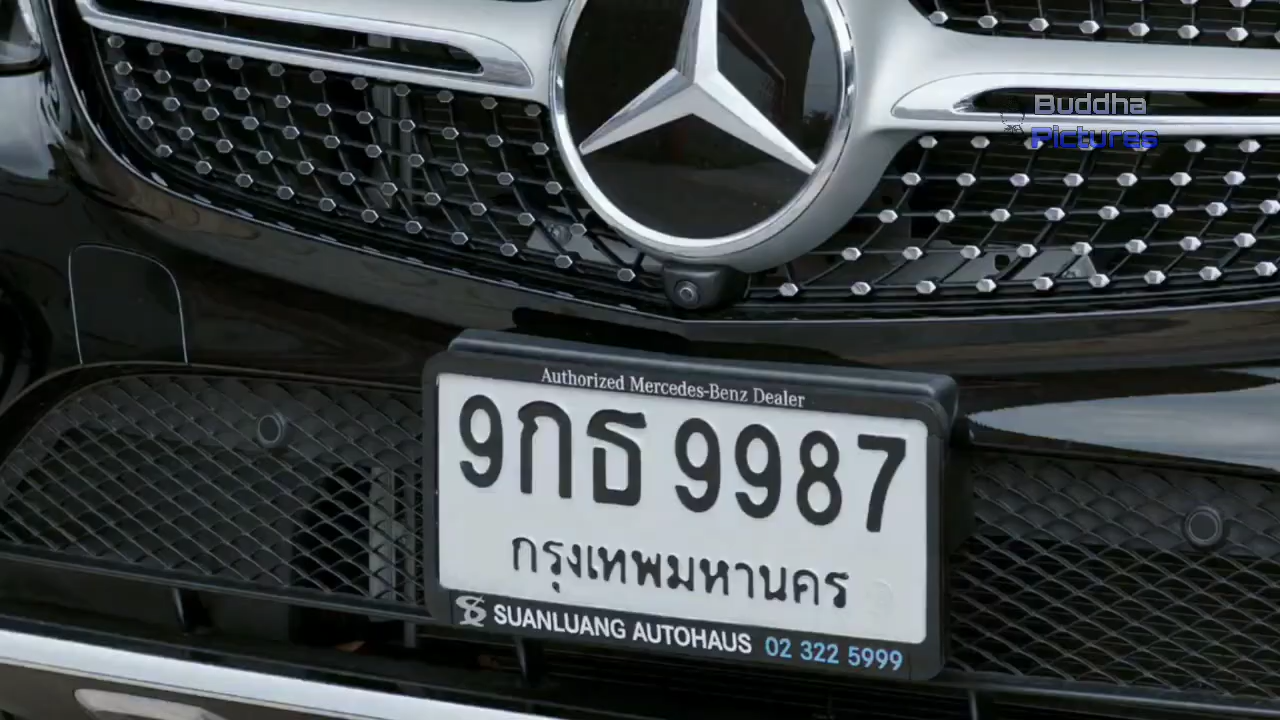 Buddha
Pictures
Authorized Mercedes-Benz Dealer
9กธ 9987
กรุงเทพมหานคร
SUANLUANG AUTOHAUS 02 322 5999